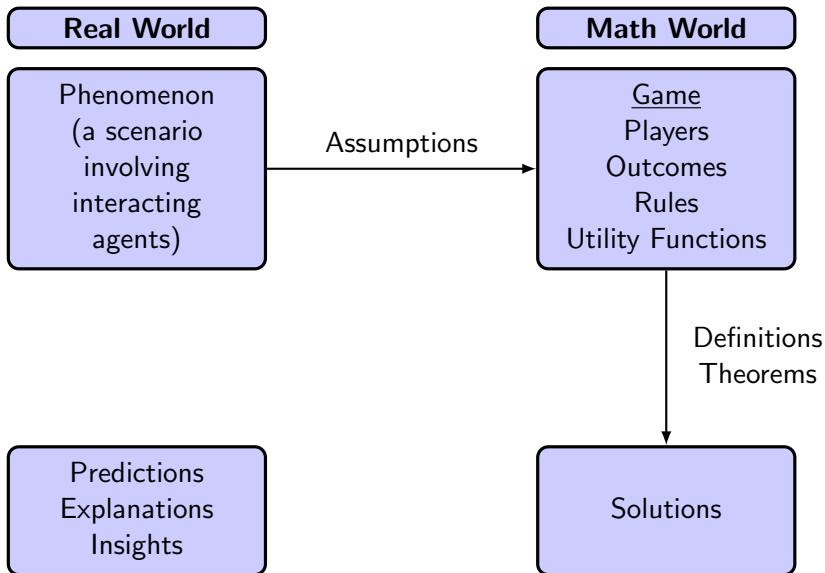 Real World
Math World
Phenomenon
(a scenario
involving
interacting
agents)
Assumptions
Game
Players
Outcomes
Rules
Utility Functions
Definitions
Theorems
Predictions
Explanations
Insights
Solutions